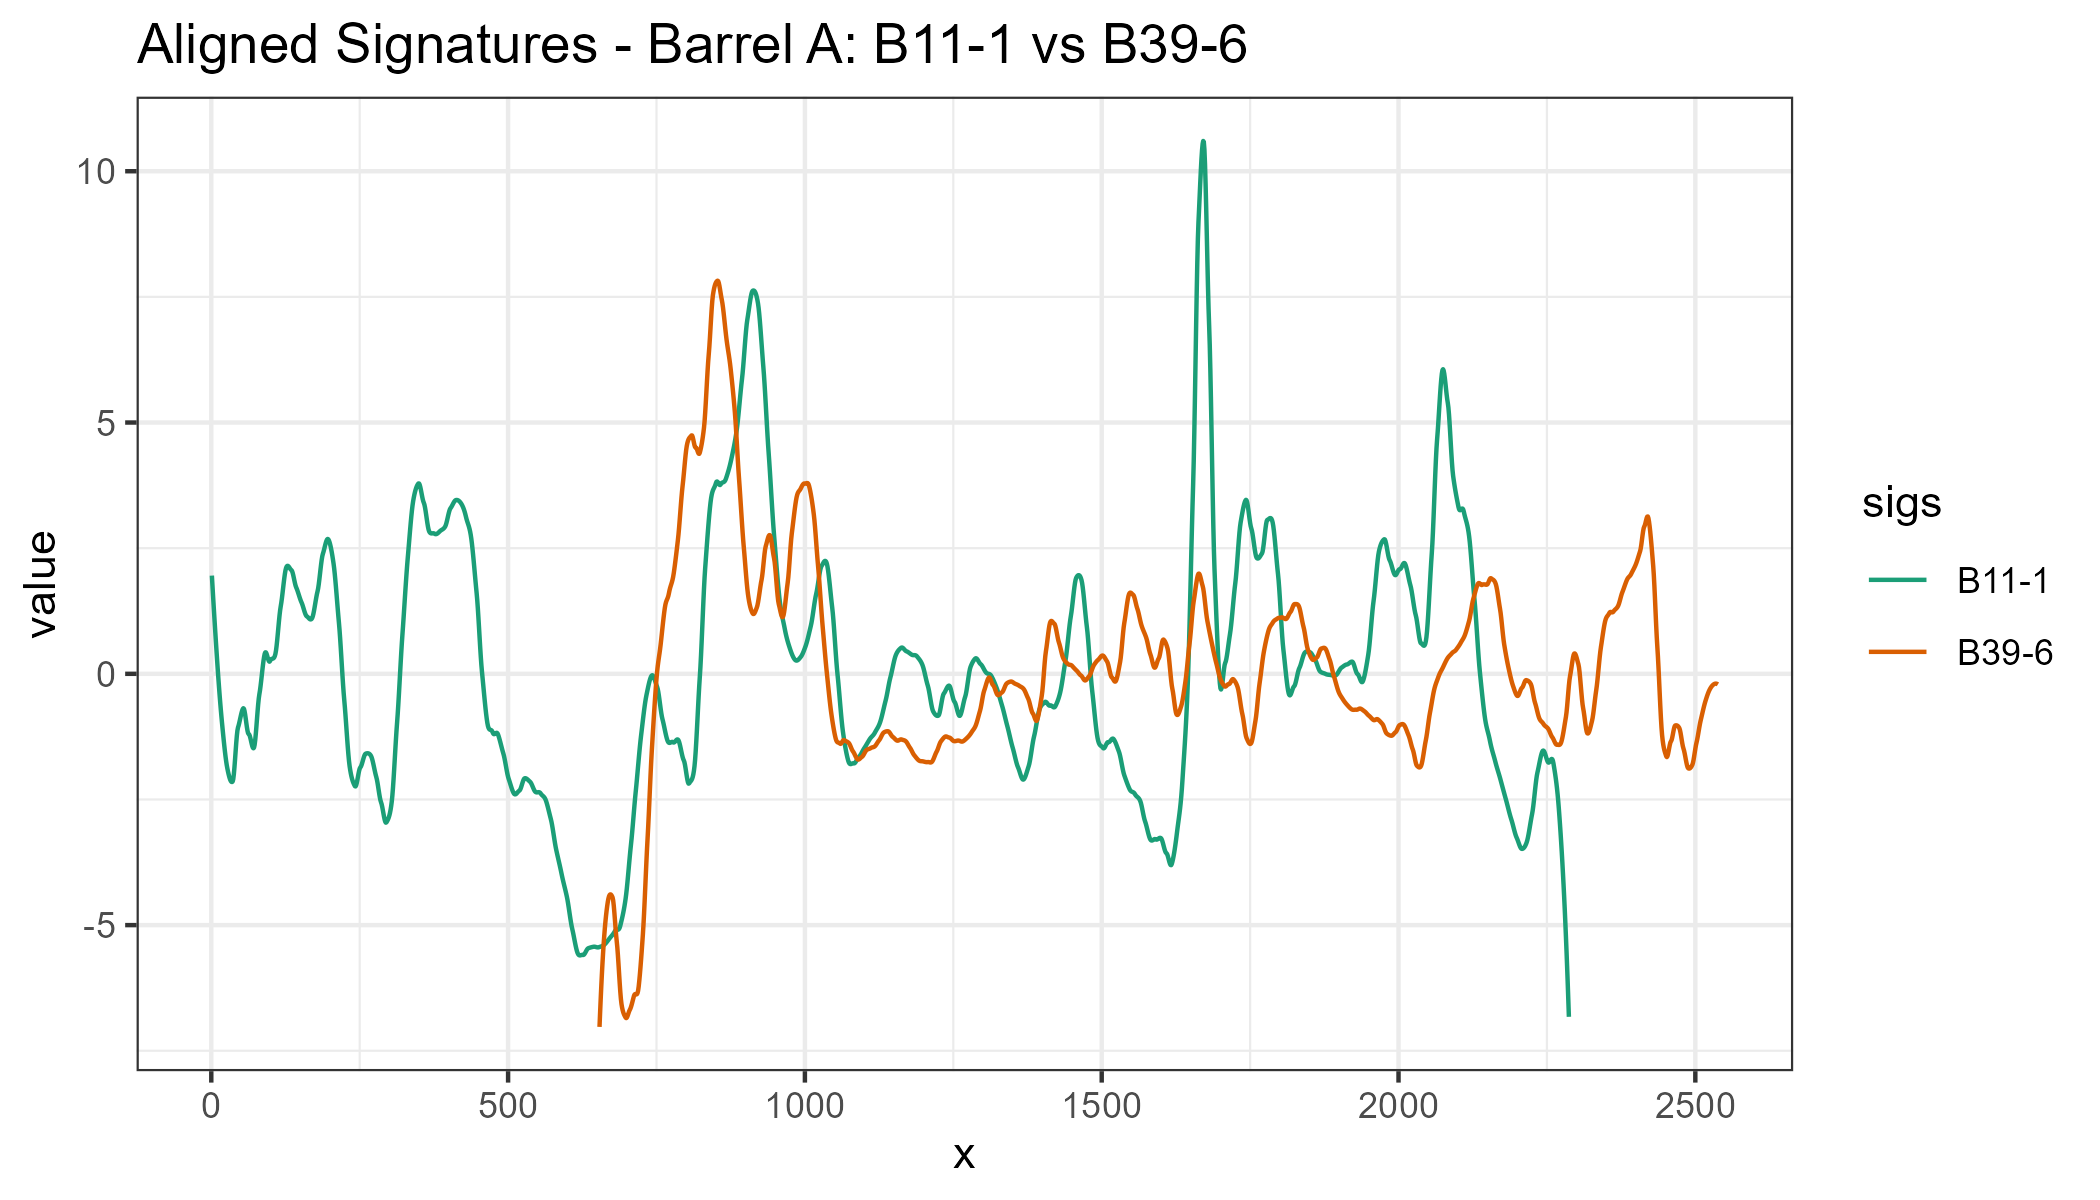 Aligned Signatures - Barrel A: B11-1 vs B39-6
value
10
5
0
-5
0 500 1000 1500 2000 2500
x
sigs
B11-1
B39-6